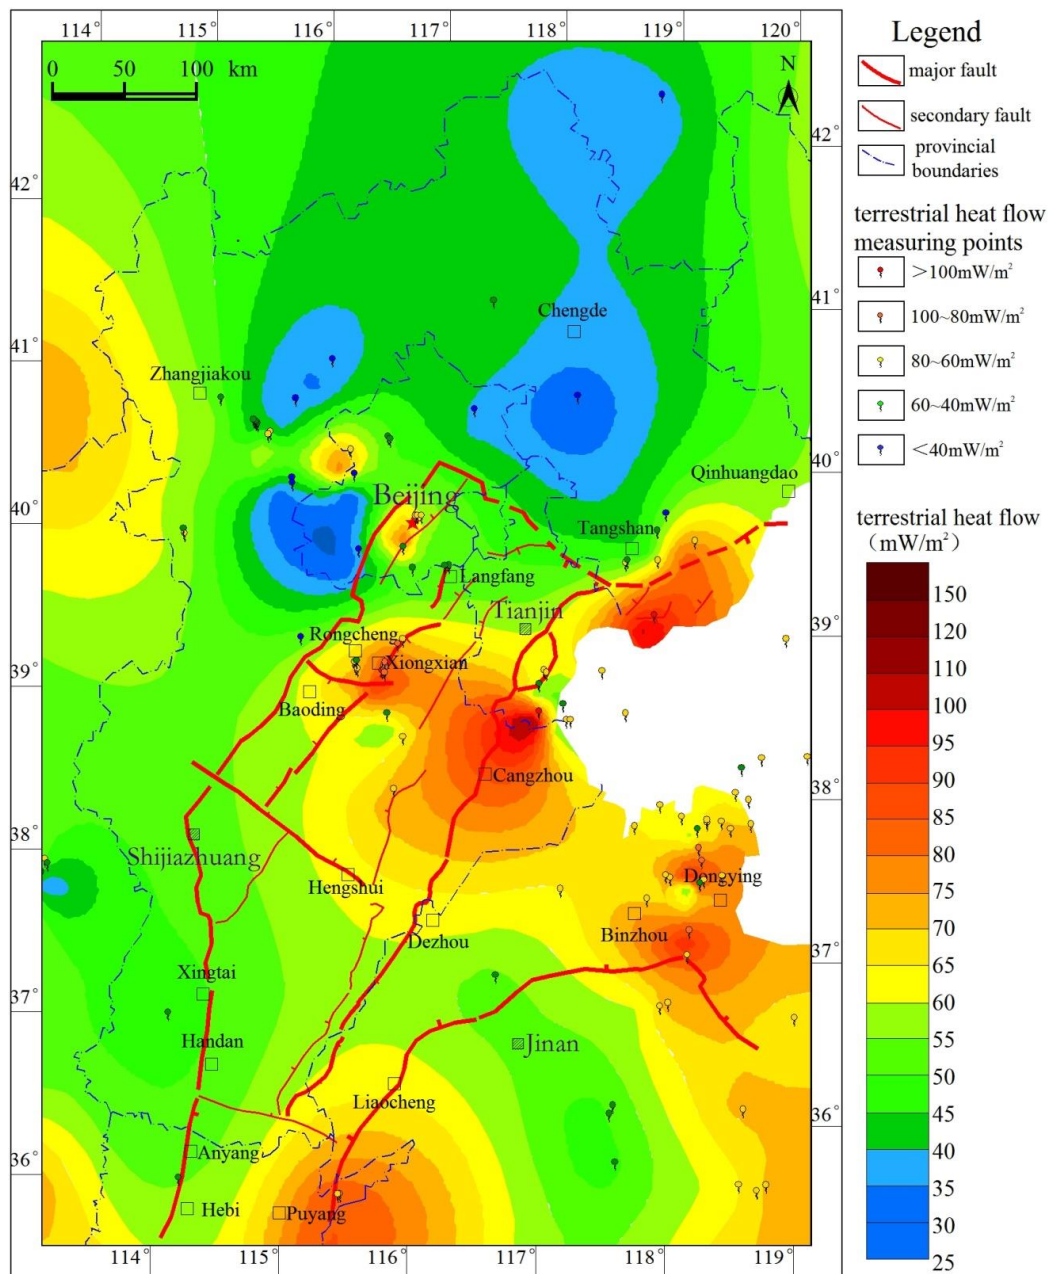 114° 115° 116° 117° 118° 119° 120°
0 50 100 km
N
42°
41°
40°
39°
38°
37°
36°
42°
41°
40°
39°
38°
37°
36°
Chengde
Zhangjiakou
Qinhuangdao
Beijing
Tangshan
Langfang
Tianjin
Rongcheng
Xiongxian
Baoding
Cangzhou
Shijiazhuang
Hengshui
Dongying
Dezhou
Binzhou
Xingtai
Handan
Jinan
Liaocheng
Anyang
Hebi
Puyang
114° 115° 116° 117° 118° 119°
Legend
major fault
secondary fault
provincial
boundaries
terrestrial heat flow
measuring points
>100mW/m²
100~80mW/m²
80~60mW/m²
60~40mW/m²
<40mW/m²
terrestrial heat flow
(mW/m²)
150
120
110
100
95
90
85
80
75
70
65
60
55
50
45
40
35
30
25